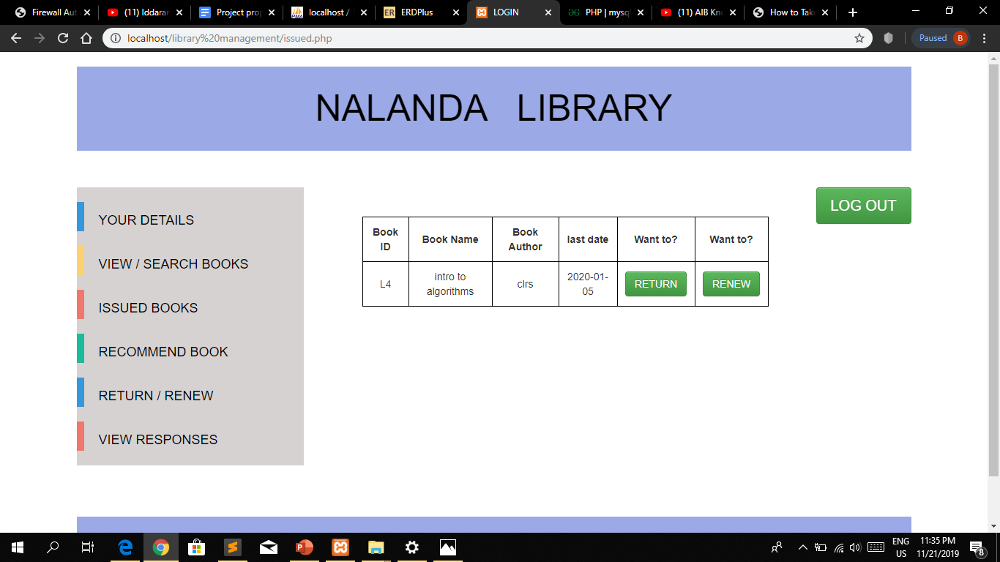 Firewall Aut
(11) Iddarar
Project prop
localhost /
ERDPlus
LOGIN
PHP | mysq
(11) AIB Kno
How to Take
localhost/library%20management/issued.php
Paused
B
NALANDA LIBRARY
YOUR DETAILS
VIEW / SEARCH BOOKS
ISSUED BOOKS
RECOMMEND BOOK
RETURN / RENEW
VIEW RESPONSES
LOG OUT
Book
ID
Book Name
Book
Author
last date
Want to?
Want to?
L4
intro to
algorithms
clrs
2020-01-
05
RETURN
RENEW
ENG
US
11:35 PM
11/21/2019
8